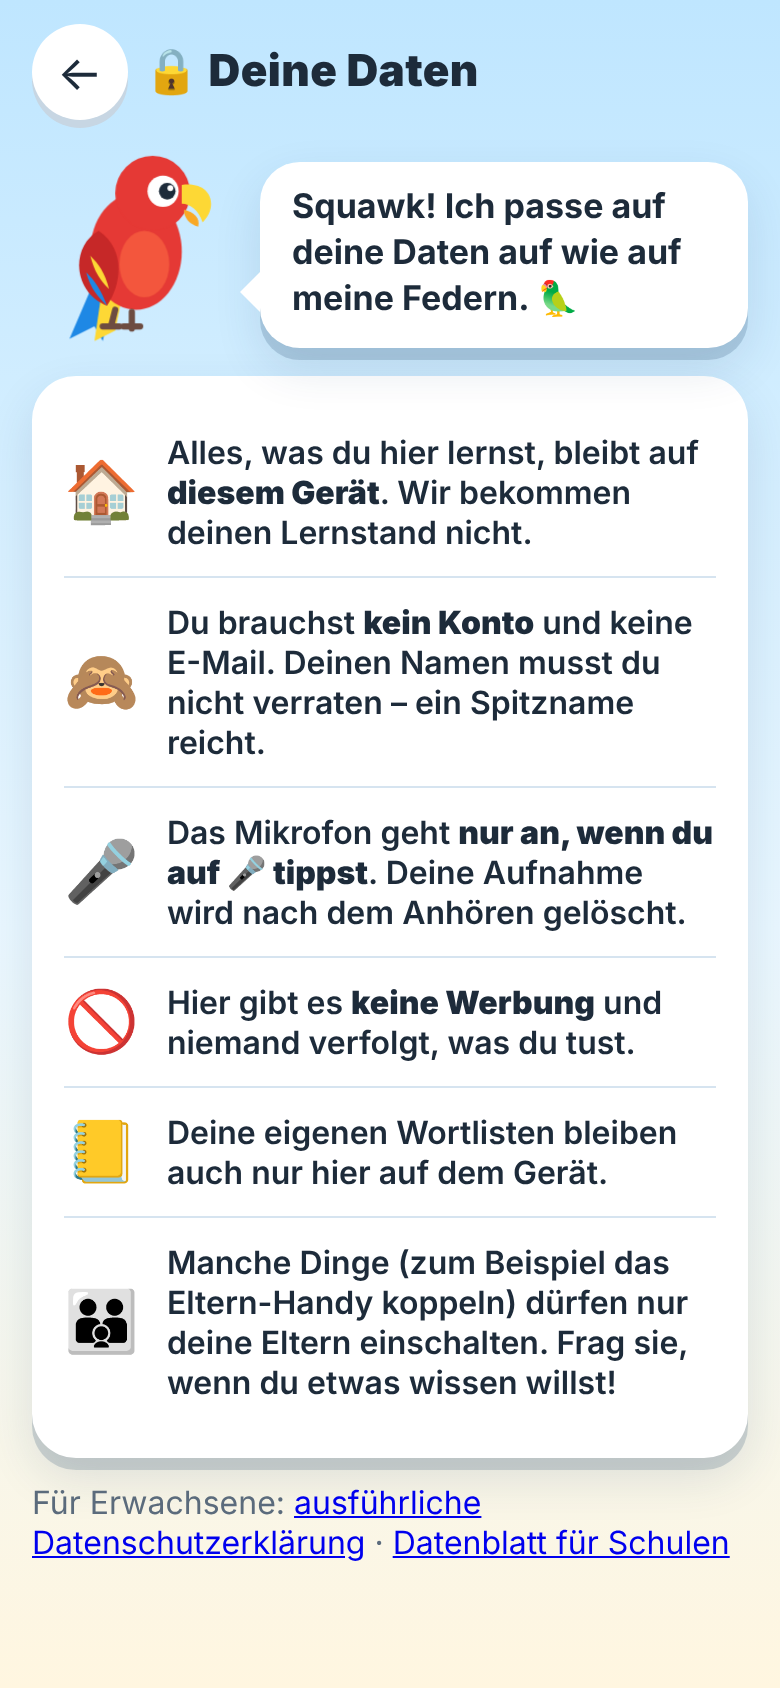 🔒 Deine Daten
Squawk! Ich passe auf
deine Daten auf wie auf
meine Federn. 🦜
Alles, was du hier lernst, bleibt auf
diesem Gerät. Wir bekommen
deinen Lernstand nicht.
Du brauchst kein Konto und keine
E-Mail. Deinen Namen musst du
nicht verraten – ein Spitzname
reicht.
Das Mikrofon geht nur an, wenn du
auf 🎤 tippst. Deine Aufnahme
wird nach dem Anhören gelöscht.
Hier gibt es keine Werbung und
niemand verfolgt, was du tust.
Deine eigenen Wortlisten bleiben
auch nur hier auf dem Gerät.
Manche Dinge (zum Beispiel das
Eltern-Handy koppeln) dürfen nur
deine Eltern einschalten. Frag sie,
wenn du etwas wissen willst!
Für Erwachsene: ausführliche
Datenschutzerklärung · Datenblatt für Schulen